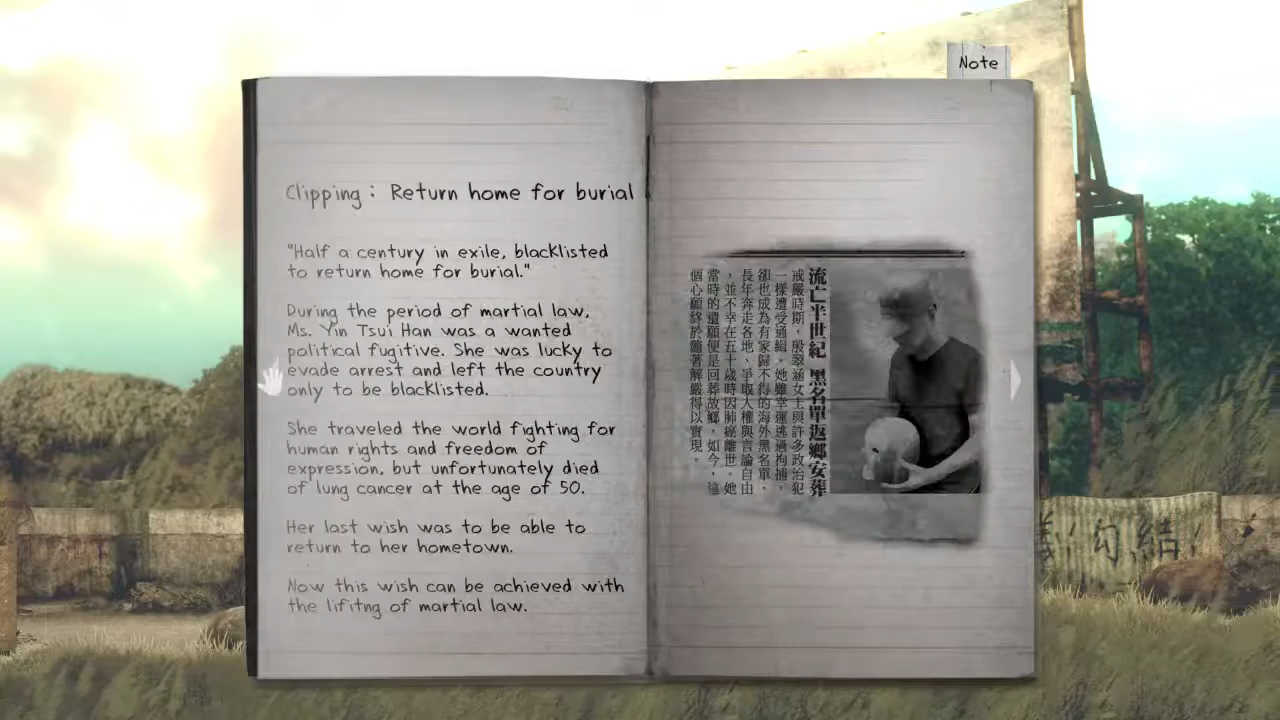 Note
Clipping : Return home for burial
"Half a century in exile, blacklisted
to return home for burial."
During the period of martial law,
Ms. Yin Tsui Han was a wanted
political fugitive. She was lucky to
evade arrest and left the country
only to be blacklisted.
She traveled the world fighting for
human rights and freedom of
expression, but unfortunately died
of lung cancer at the age of 50.
Her last wish was to be able to
return to her hometown.
Now this wish can be achieved with
the lifitng of martial law.
流亡半世紀 黑名單返鄉安葬
戒嚴時期，殷翠涵女士與許多政治犯
一樣遭受通緝。她雖幸運逃過拘捕，
卻也成為有家歸不得的海外黑名單。
長年奔走各地、爭取人權與言論自由
，並不幸在五十歲時因肺癌離世。她
當時的遺願便是回葬故鄉，如今，這
個心願終於隨著解嚴得以實現。
勾結